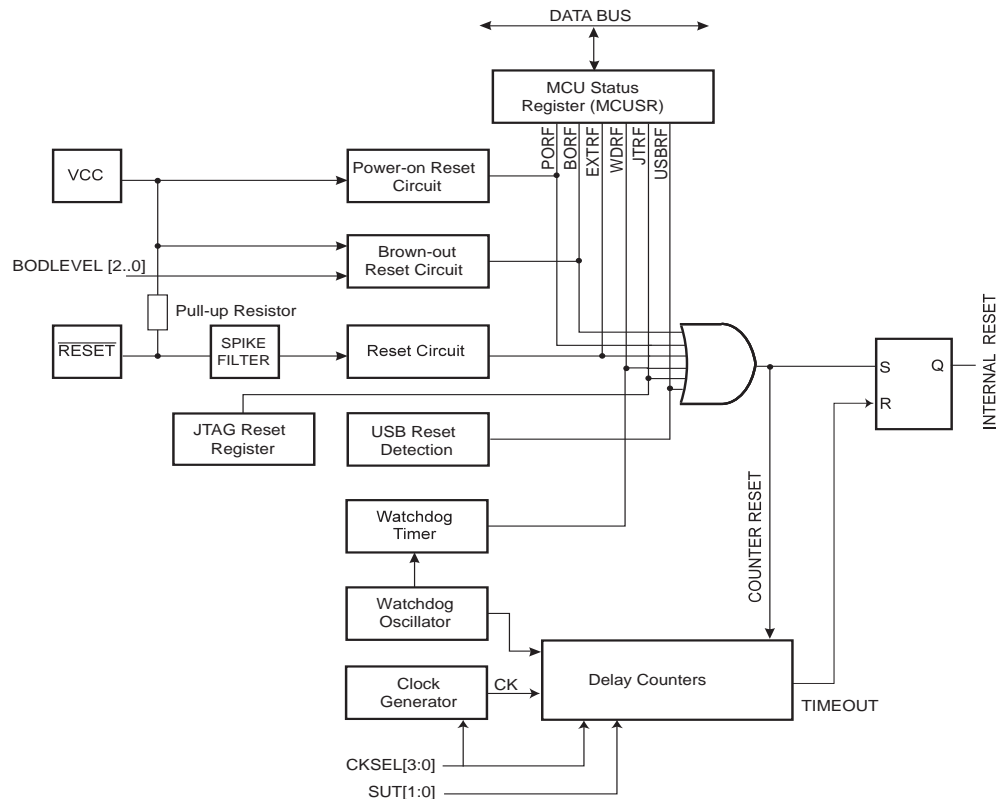 DATA BUS
MCU Status
Register (MCUSR)
PORF
BORF
EXTRF
WDRF
JTRF
USBRF
VCC
Power-on Reset
Circuit
BODLEVEL [2..0]
Brown-out
Reset Circuit
Pull-up Resistor
RESET
SPIKE
FILTER
Reset Circuit
JTAG Reset
Register
USB Reset
Detection
S
R
Q
INTERNAL RESET
Watchdog
Timer
COUNTER RESET
Watchdog
Oscillator
Clock
Generator
CK
Delay Counters
TIMEOUT
CKSEL[3:0]
SUT[1:0]